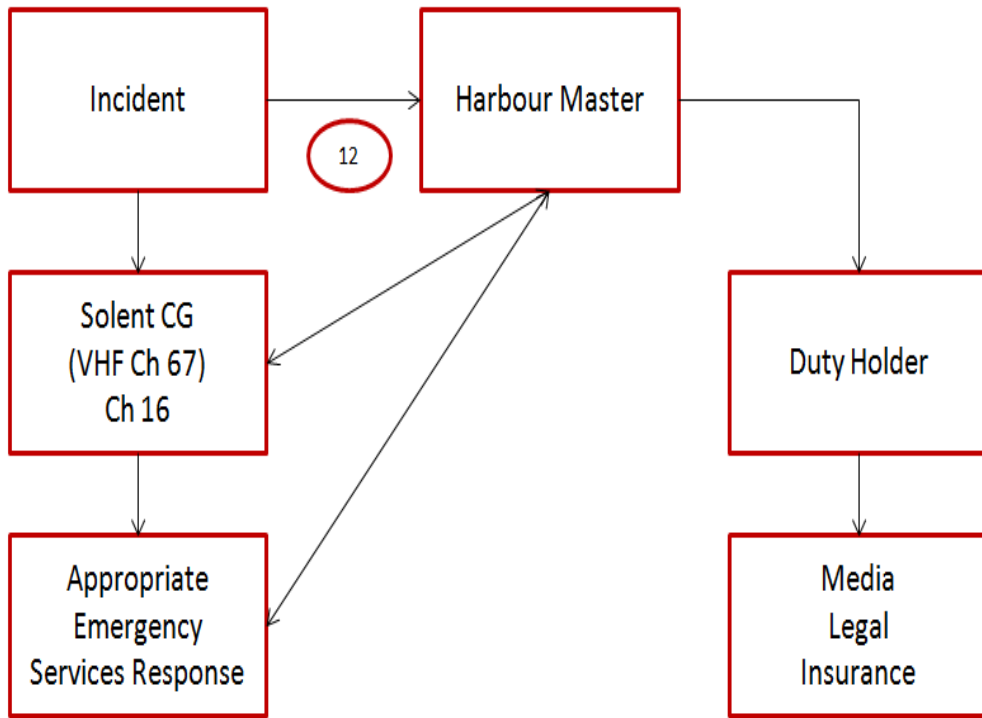 Incident
12
Harbour Master
Solent CG
(VHF Ch 67)
Ch 16
Duty Holder
Appropriate
Emergency
Services Response
Media
Legal
Insurance